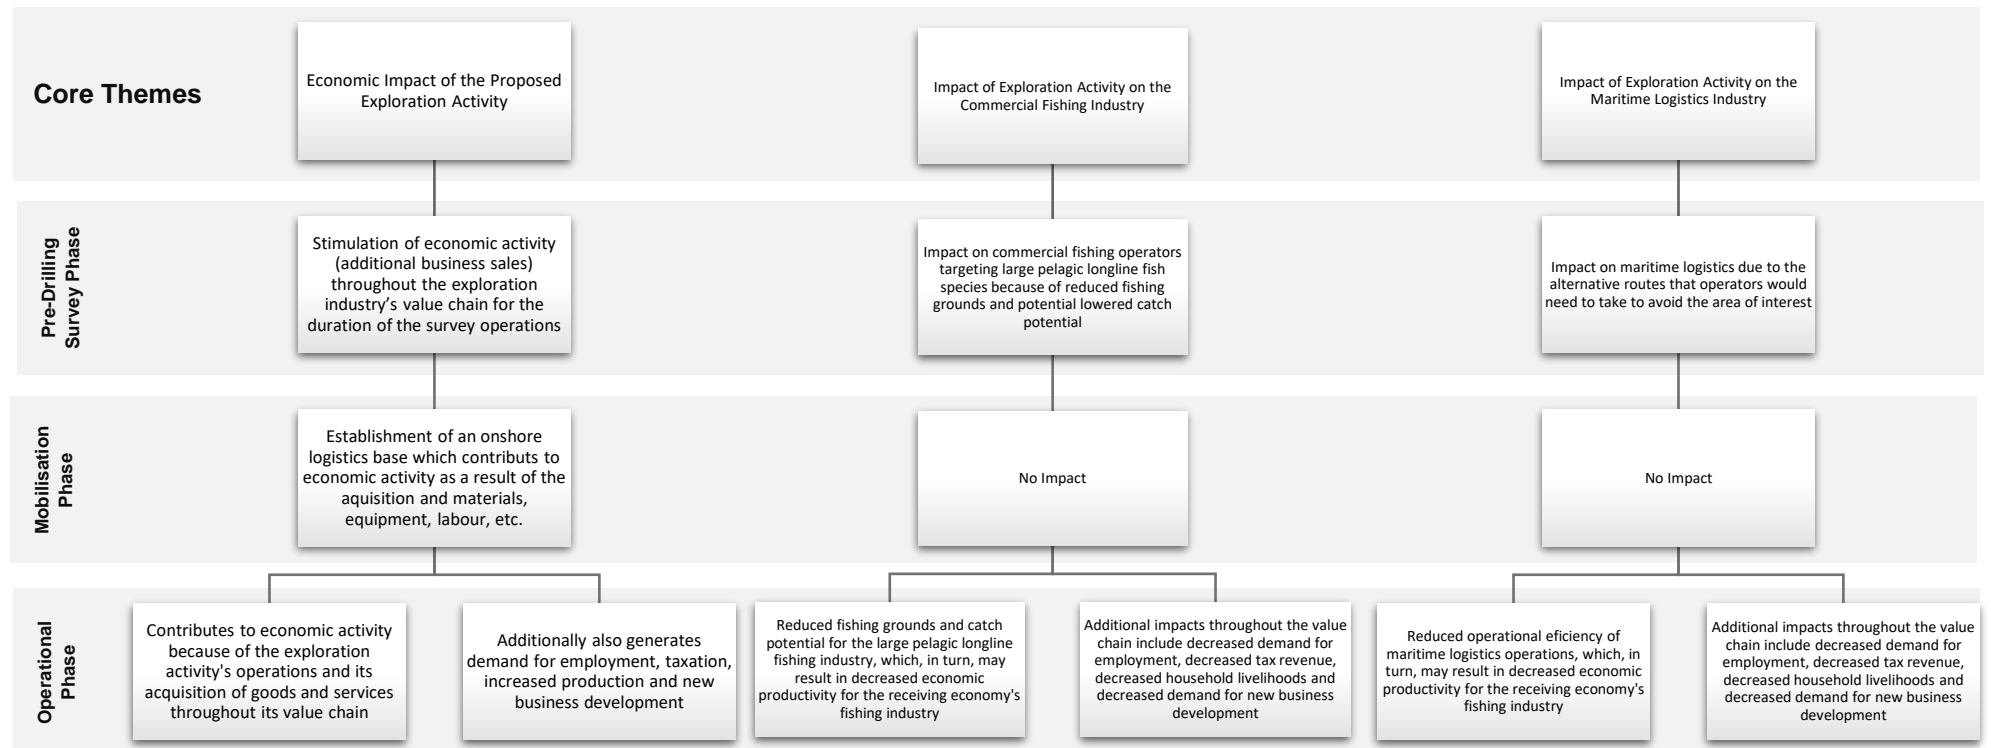 Core Themes
Economic Impact of the Proposed
Exploration Activity
Impact of Exploration Activity on the
Commercial Fishing Industry
Impact of Exploration Activity on the
Maritime Logistics Industry
Pre-Drilling
Survey Phase
Stimulation of economic activity
(additional business sales)
throughout the exploration
industry’s value chain for the
duration of the survey operations
Impact on commercial fishing operators
targeting large pelagic longline fish
species because of reduced fishing
grounds and potential lowered catch
potential
Impact on maritime logistics due to the
alternative routes that operators would
need to take to avoid the area of interest
Mobilisation
Phase
Establishment of an onshore
logistics base which contributs to
economic activity as a result of the
aquisition and materials,
equipment, labour, etc.
No Impact
No Impact
Operational
Phase
Contributes to economic activity
because of the exploration
activity's operations and its
acquisition of goods and services
throughout its value chain
Additionally also generates
demand for employment, taxation,
increased production and new
business development
Reduced fishing grounds and catch
potential for the large pelagic longline
fishing industry, which, in turn, may
result in decreased economic
productivity for the receiving economy's
fishing industry
Additional impacts throughout the value
chain include decreased demand for
employment, decreased tax revenue,
decreased household livelihoods and
decreased demand for new business
development
Reduced operational eficiency of
maritime logistics operations, which, in
turn, may result in decreased economic
productivity for the receiving economy's
fishing industry
Additional impacts throughout the value
chain include decreased demand for
employment, decreased tax revenue,
decreased household livelihoods and
decreased demand for new business
development